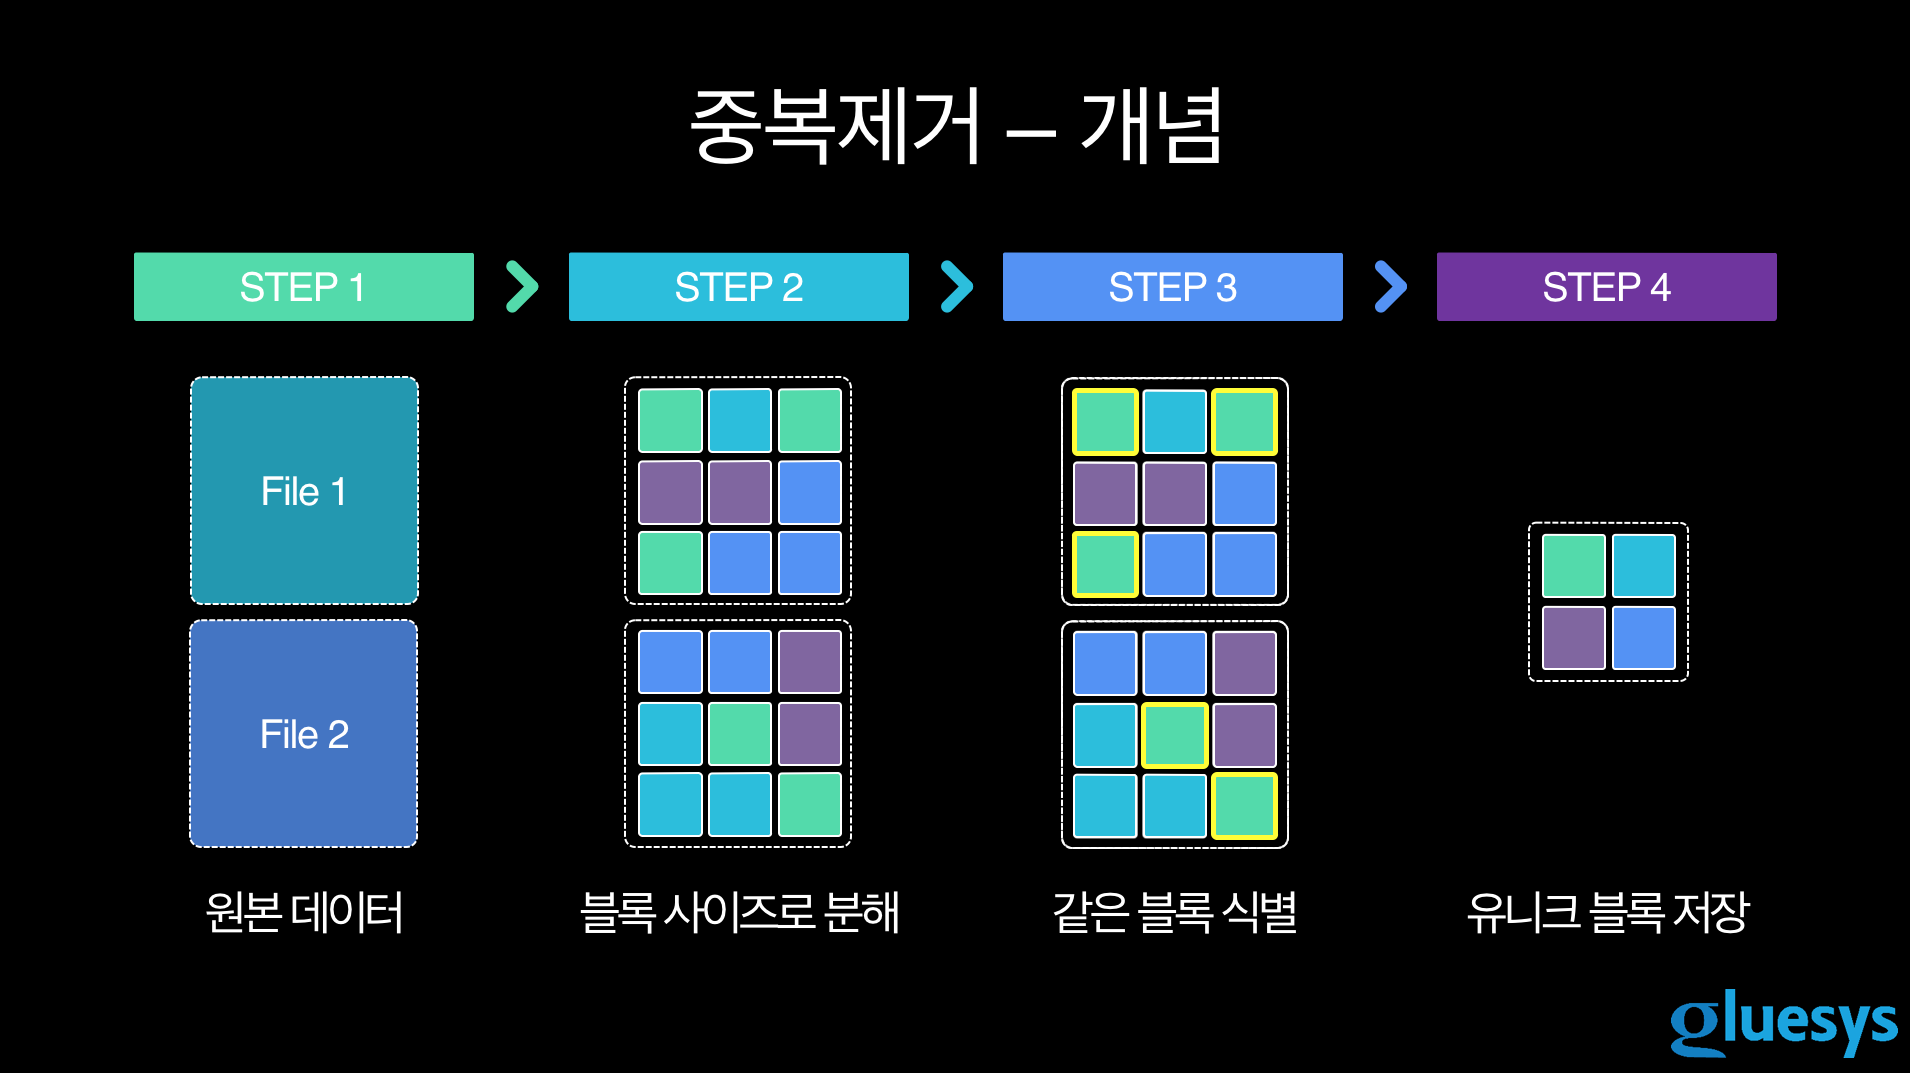 중복제거 – 개념
STEP 1
STEP 2
STEP 3
STEP 4
File 1
File 2
원본 데이터
블록 사이즈로 분해
같은 블록 식별
유니크 블록 저장
gluesys